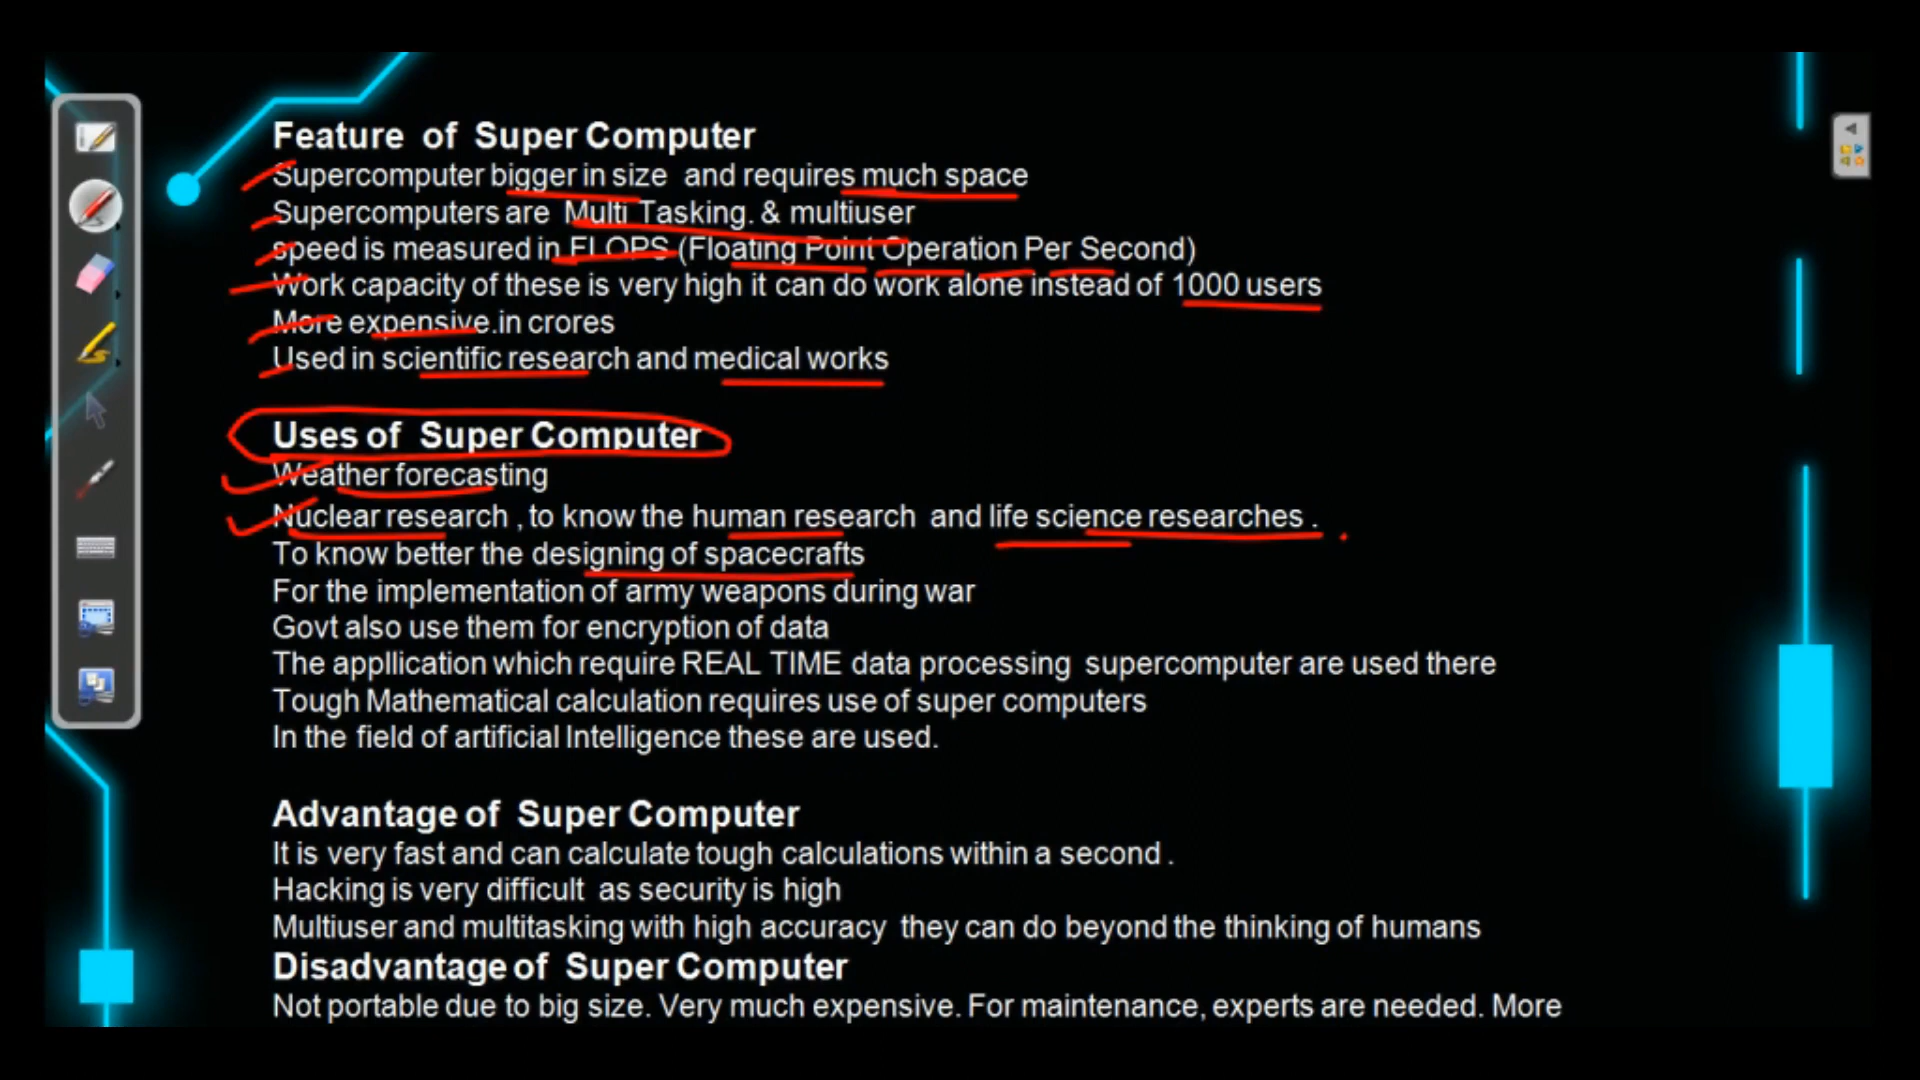 Feature of Super Computer
Supercomputer bigger in size and requires much space
Supercomputers are Multi Tasking. & multiuser
speed is measured in FLOPS (Floating Point Operation Per Second)
Work capacity of these is very high it can do work alone instead of 1000 users
More expensive.in crores
Used in scientific research and medical works
Uses of Super Computer
Weather forecasting
Nuclear research , to know the human research and life science researches .
To know better the designing of spacecrafts
For the implementation of army weapons during war
Govt also use them for encryption of data
The appllication which require REAL TIME data processing supercomputer are used there
Tough Mathematical calculation requires use of super computers
In the field of artificial Intelligence these are used.
Advantage of Super Computer
It is very fast and can calculate tough calculations within a second .
Hacking is very difficult as security is high
Multiuser and multitasking with high accuracy they can do beyond the thinking of humans
Disadvantage of Super Computer
Not portable due to big size. Very much expensive. For maintenance, experts are needed. More